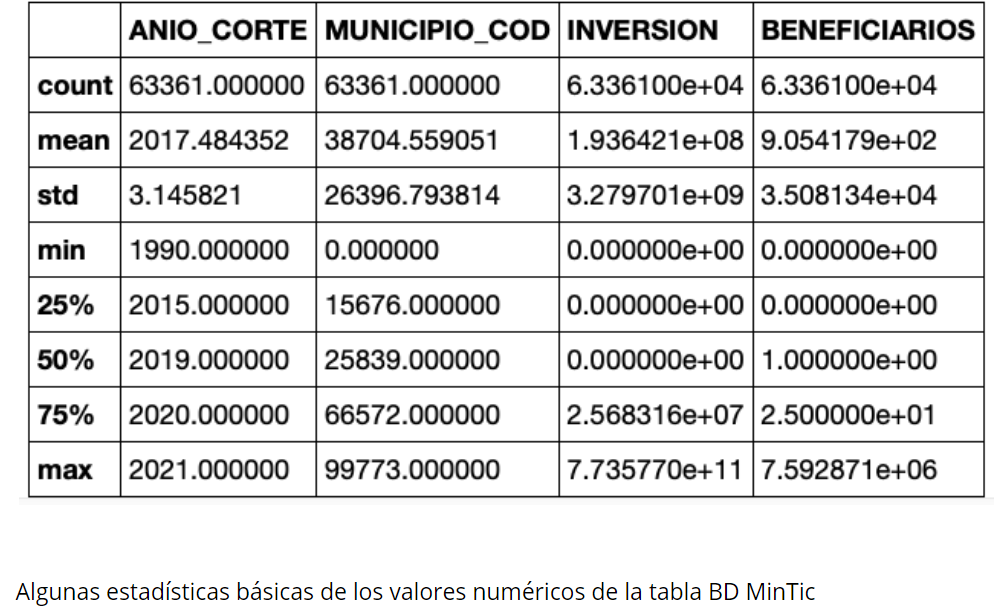 ANIO_CORTE MUNICIPIO_COD INVERSION BENEFICIARIOS
count 63361.000000 63361.000000 6.336100e+04 6.336100e+04
mean 2017.484352 38704.559051 1.936421e+08 9.054179e+02
std 3.145821 26396.793814 3.279701e+09 3.508134e+04
min 1990.000000 0.000000 0.000000e+00 0.000000e+00
25% 2015.000000 15676.000000 0.000000e+00 0.000000e+00
50% 2019.000000 25839.000000 0.000000e+00 1.000000e+00
75% 2020.000000 66572.000000 2.568316e+07 2.500000e+01
max 2021.000000 99773.000000 7.735770e+11 7.592871e+06
Algunas estadísticas básicas de los valores numéricos de la tabla BD MinTic